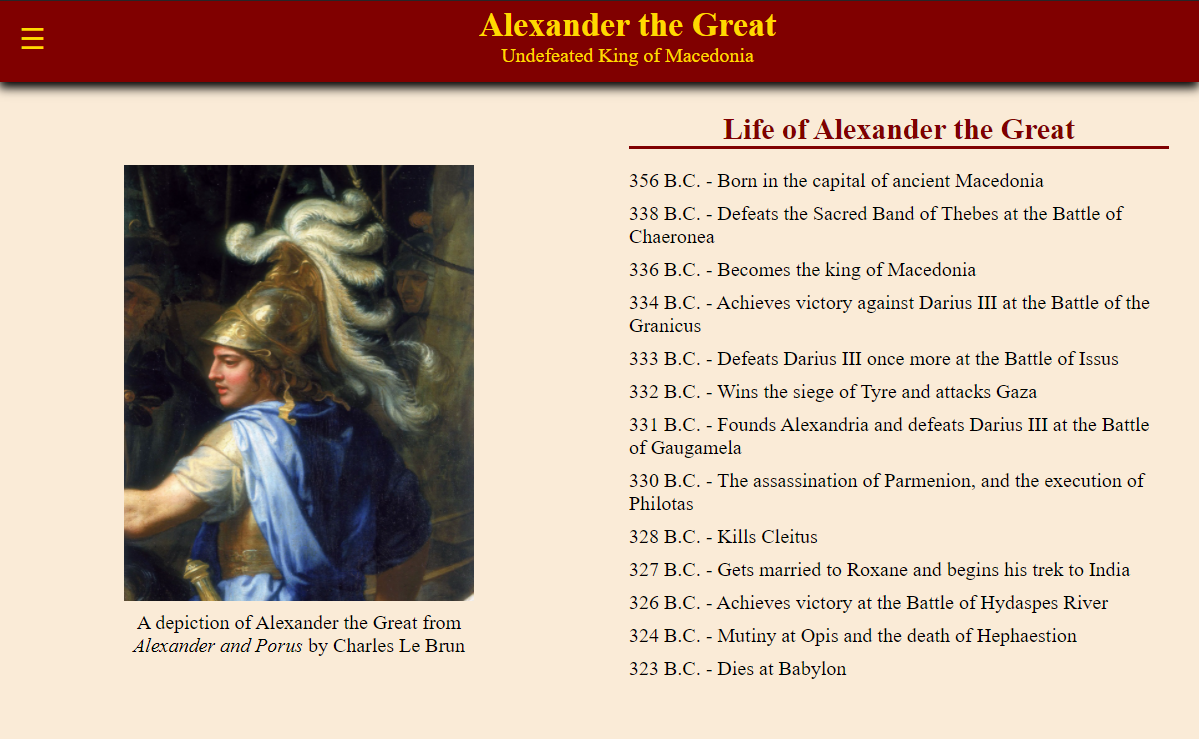 Alexander the Great
Undefeated King of Macedonia
A depiction of Alexander the Great from
Alexander and Porus by Charles Le Brun
Life of Alexander the Great
356 B.C. - Born in the capital of ancient Macedonia
338 B.C. - Defeats the Sacred Band of Thebes at the Battle of
Chaeronea
336 B.C. - Becomes the king of Macedonia
334 B.C. - Achieves victory against Darius III at the Battle of the
Granicus
333 B.C. - Defeats Darius III once more at the Battle of Issus
332 B.C. - Wins the siege of Tyre and attacks Gaza
331 B.C. - Founds Alexandria and defeats Darius III at the Battle
of Gaugamela
330 B.C. - The assassination of Parmenion, and the execution of
Philotas
328 B.C. - Kills Cleitus
327 B.C. - Gets married to Roxane and begins his trek to India
326 B.C. - Achieves victory at the Battle of Hydaspes River
324 B.C. - Mutiny at Opis and the death of Hephaestion
323 B.C. - Dies at Babylon